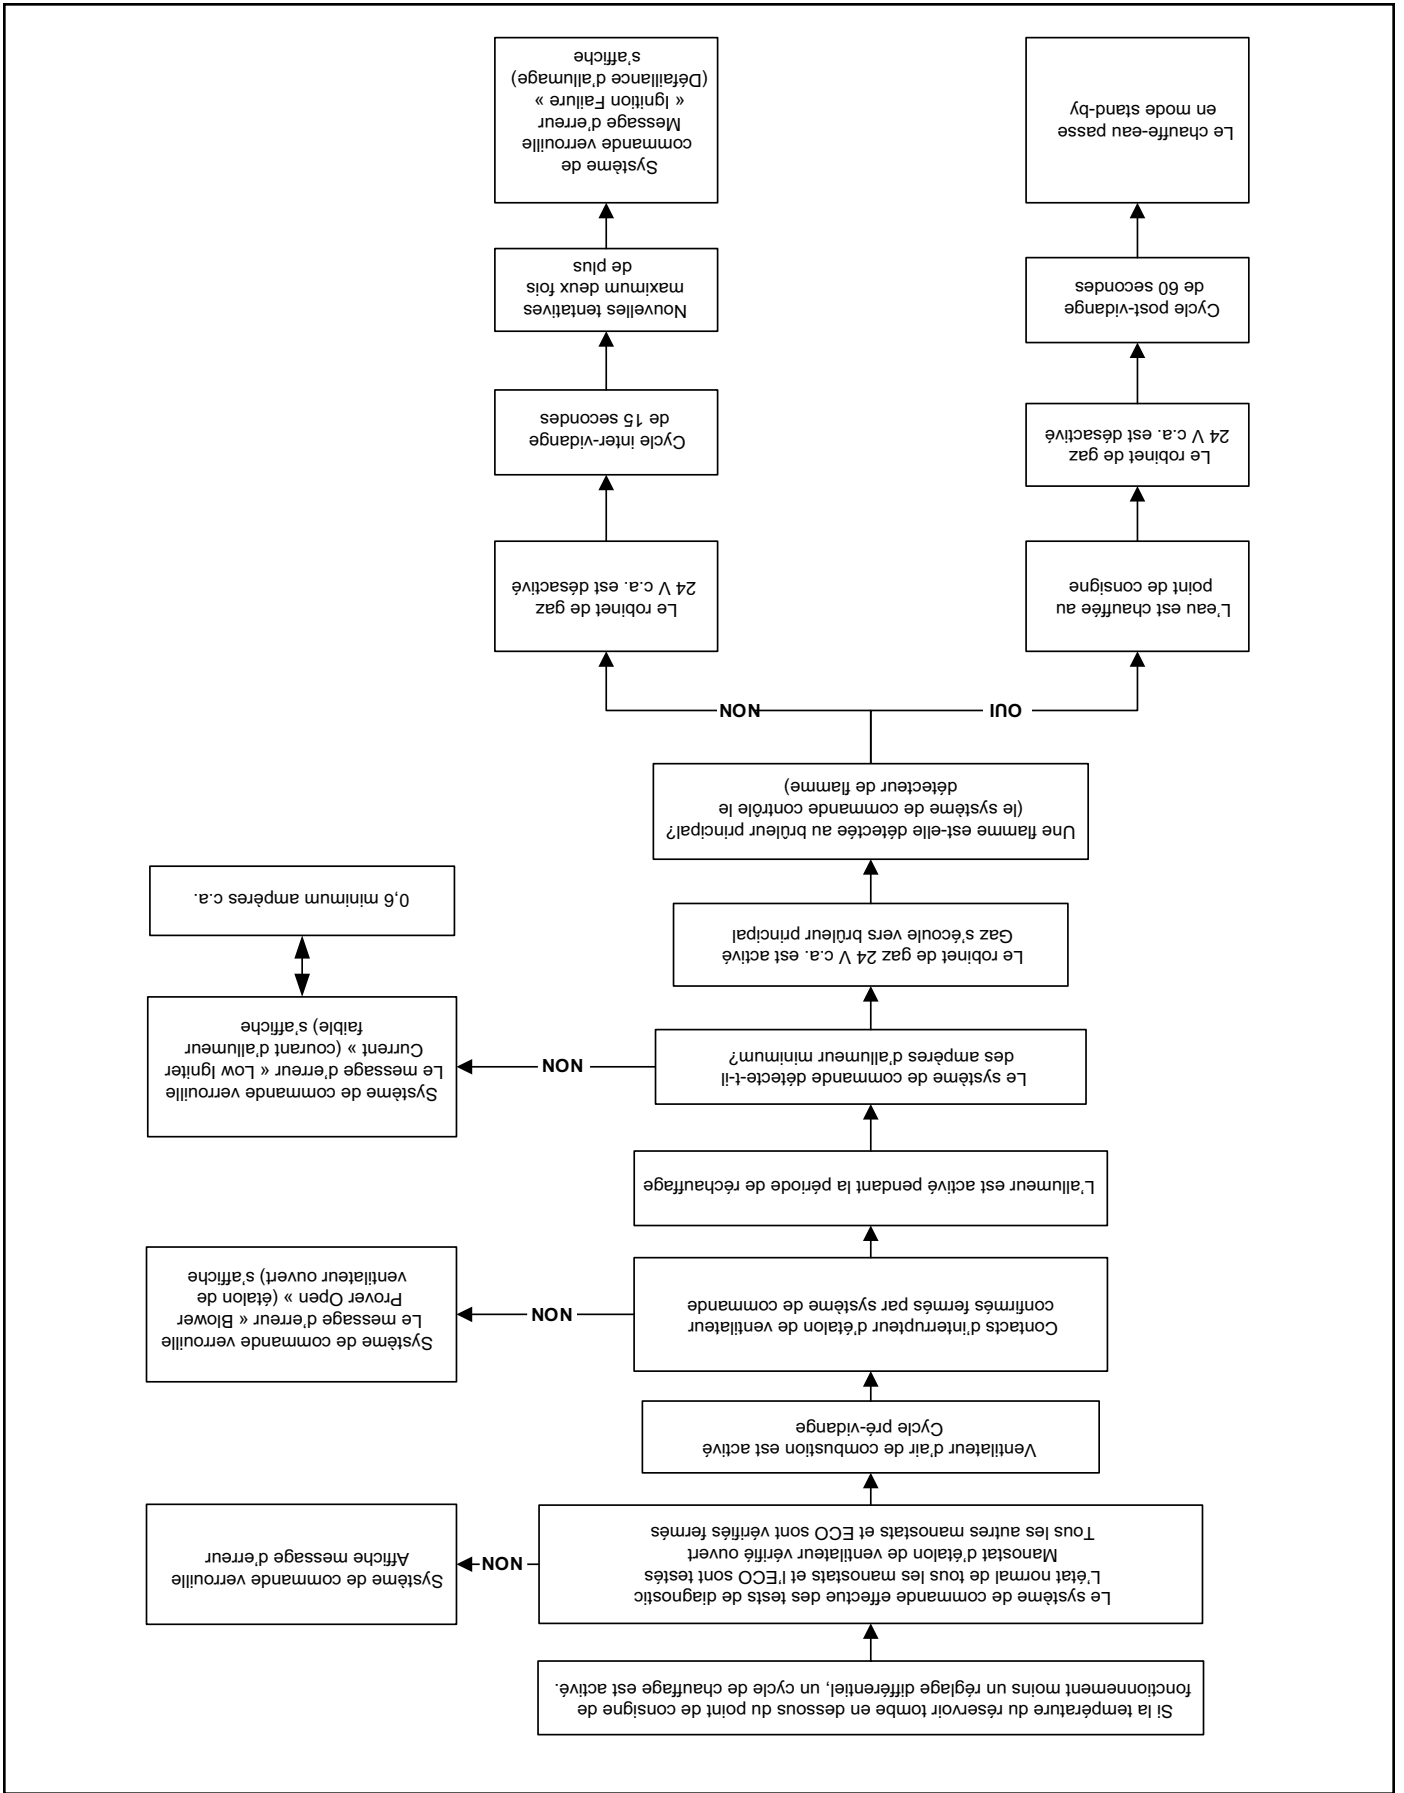 Si la température du réservoir tombe en dessous du point de consigne de
fonctionnement moins un réglage différentiel, un cycle de chauffage est activé.
Le système de commande effectue des tests de diagnostic
L'état normal de tous les manostats et l'ECO sont testés
Manostat d'étalon de ventilateur vérifié ouvert
Tous les autres manostats et ECO sont vérifiés fermés
NON
Système de commande verrouille
Affiche message d'erreur
Ventilateur d'air de combustion est activé
Cycle pré-vidange
Contacts d'interrupteur d'étalon de ventilateur
confirmés fermés par système de commande
NON
Système de commande verrouille
Le message d'erreur « Blower
Prover Open » (étalon de
ventilateur ouvert) s'affiche
L'allumeur est activé pendant la période de réchauffage
Le système de commande détecte-t-il
des ampères d'allumeur minimum?
NON
Système de commande verrouille
Le message d'erreur « Low Igniter
Current » (courant d'allumeur
faible) s'affiche
0,6 minimum ampères c.a.
Le robinet de gaz 24 V c.a. est activé
Gaz s'écoule vers brûleur principal
Une flamme est-elle détectée au brûleur principal?
(le système de commande contrôle le
détecteur de flamme)
OUI
NON
L'eau est chauffée au
point de consigne
Le robinet de gaz
24 V c.a. est désactivé
Cycle post-vidange
de 60 secondes
Le chauffe-eau passe
en mode stand-by
Le robinet de gaz
24 V c.a. est désactivé
Cycle inter-vidange
de 15 secondes
Nouvelles tentatives
maximum deux fois
de plus
Système de
commande verrouille
Message d'erreur
« Ignition Failure »
(Défaillance d'allumage)
s'affiche